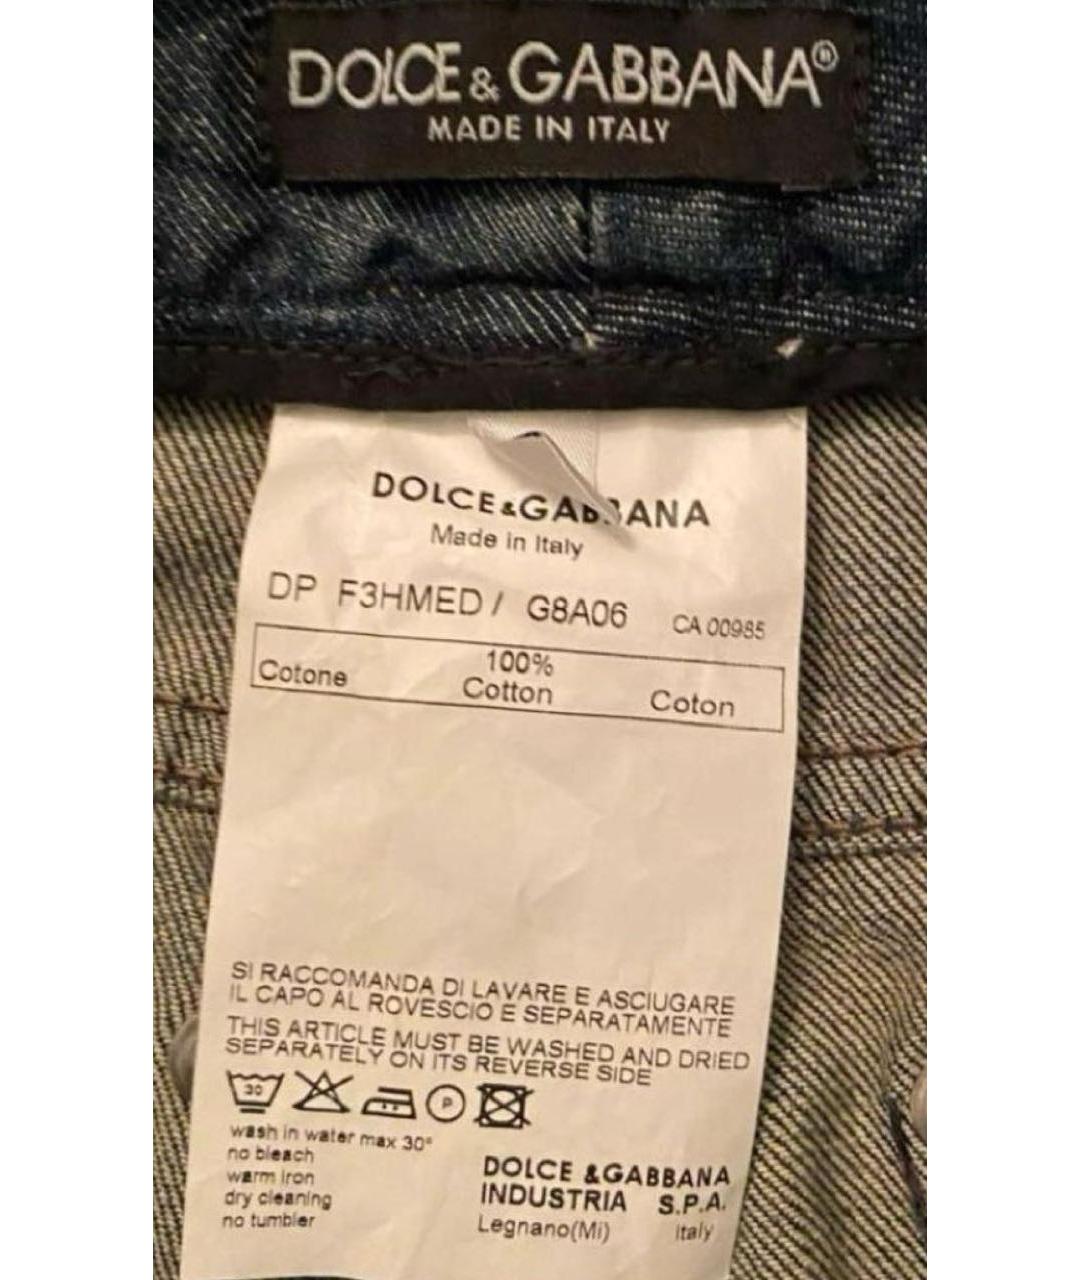 DOLCE & GABBANA®
MADE IN ITALY
DOLCE&GABBANA
Made in Italy
DP F3HMED / G8A06 CA 00985
100%
Cotone Cotton Coton
SI RACCOMANDA DI LAVARE E ASCIUGARE
IL CAPO AL ROVESCIO E SEPARATAMENTE
THIS ARTICLE MUST BE WASHED AND DRIED
SEPARATELY ON ITS REVERSE SIDE
30 P
wash in water max 30°
no bleach
warm iron
dry cleaning
no tumbler
DOLCE &GABBANA
INDUSTRIA S.P.A.
Legnano(Mi) Italy